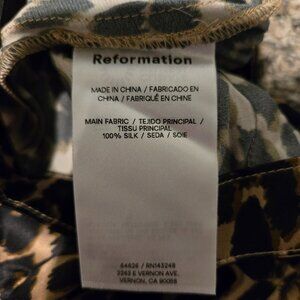 Reformation
MADE IN CHINA / FABRICADO EN
CHINA / FABRIQUÉ EN CHINE
MAIN FABRIC / TEJIDO PRINCIPAL /
TISSU PRINCIPAL
100% SILK / SEDA / SOIE
54626 / RN143248
2263 E VERNON AVE,
VERNON, CA 90058